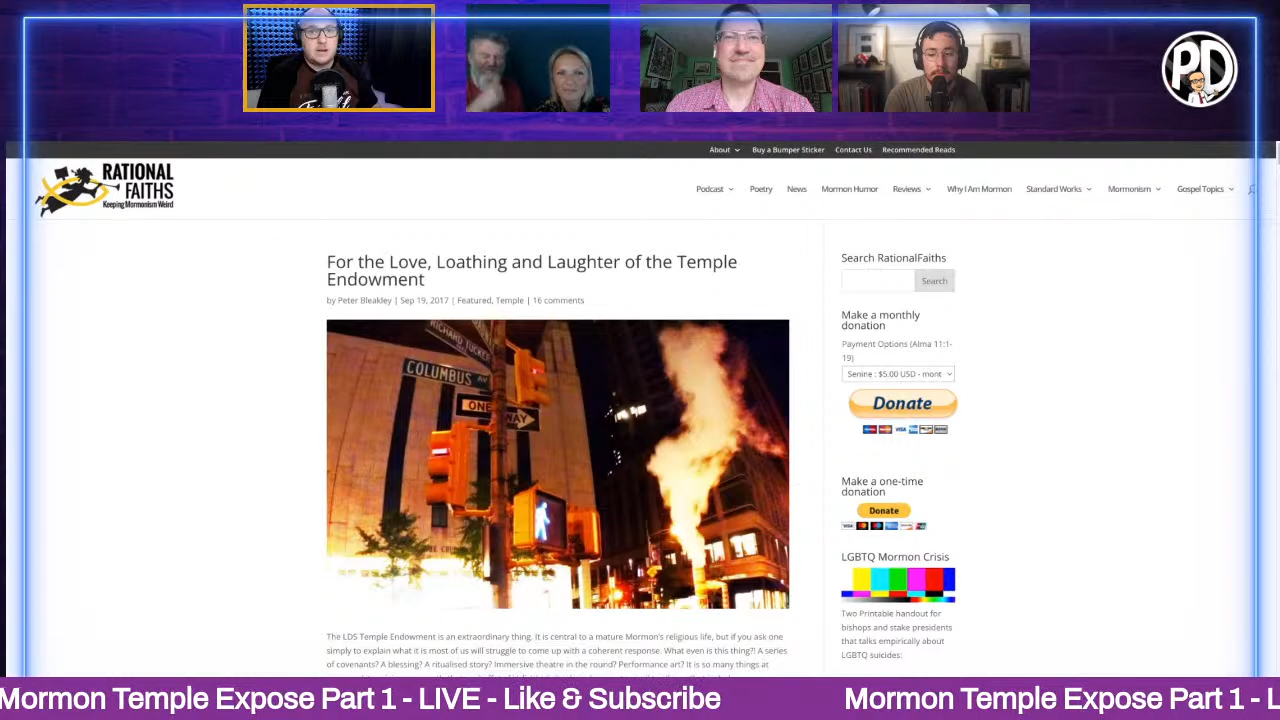 PD
About
Buy a Bumper Sticker
Contact Us
Recommended Reads
RATIONAL
FAITHS
Keeping Mormonism Weird
Podcast
Poetry
News
Mormon Humor
Reviews
Why I Am Mormon
Standard Works
Mormonism
Gospel Topics
For the Love, Loathing and Laughter of the Temple
Endowment
by Peter Bleakley | Sep 19, 2017 | Featured, Temple | 16 comments
RICHARD TUCKER
COLUMBUS AV
ONE WAY
The LDS Temple Endowment is an extraordinary thing. It is central to a mature Mormon's religious life, but if you ask one
simply to explain what it is most of us will struggle to come up with a coherent response. What even is this thing?! A series
of covenants? A blessing? A ritualised story? Immersive theatre in the round? Performance art? It is so many things at
Search RationalFaiths
Search
Make a monthly
donation
Payment Options (Alma 11:1-
19)
Senine : $5.00 USD - mont
Donate
Make a one-time
donation
Donate
LGBTQ Mormon Crisis
Two Printable handout for
bishops and stake presidents
that talks empirically about
LGBTQ suicides:
Mormon Temple Expose Part 1 - LIVE - Like & Subscribe
Mormon Temple Expose Part 1 - L